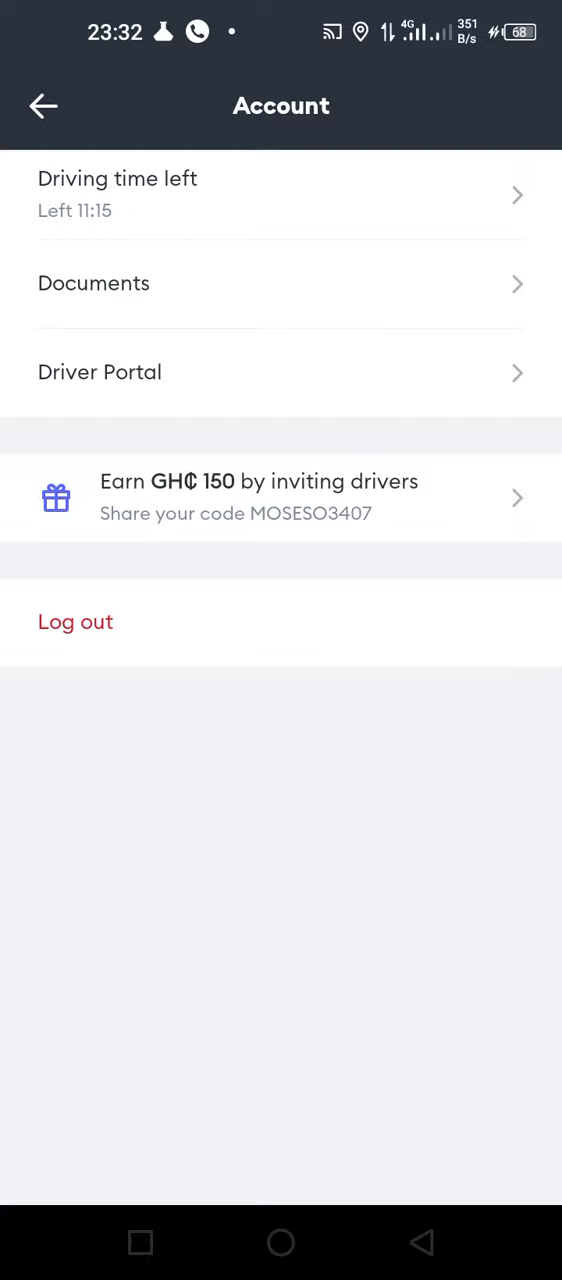 23:32
4G
351
B/s
68
Account
Driving time left
Left 11:15
Documents
Driver Portal
Earn GH₵ 150 by inviting drivers
Share your code MOSESO3407
Log out